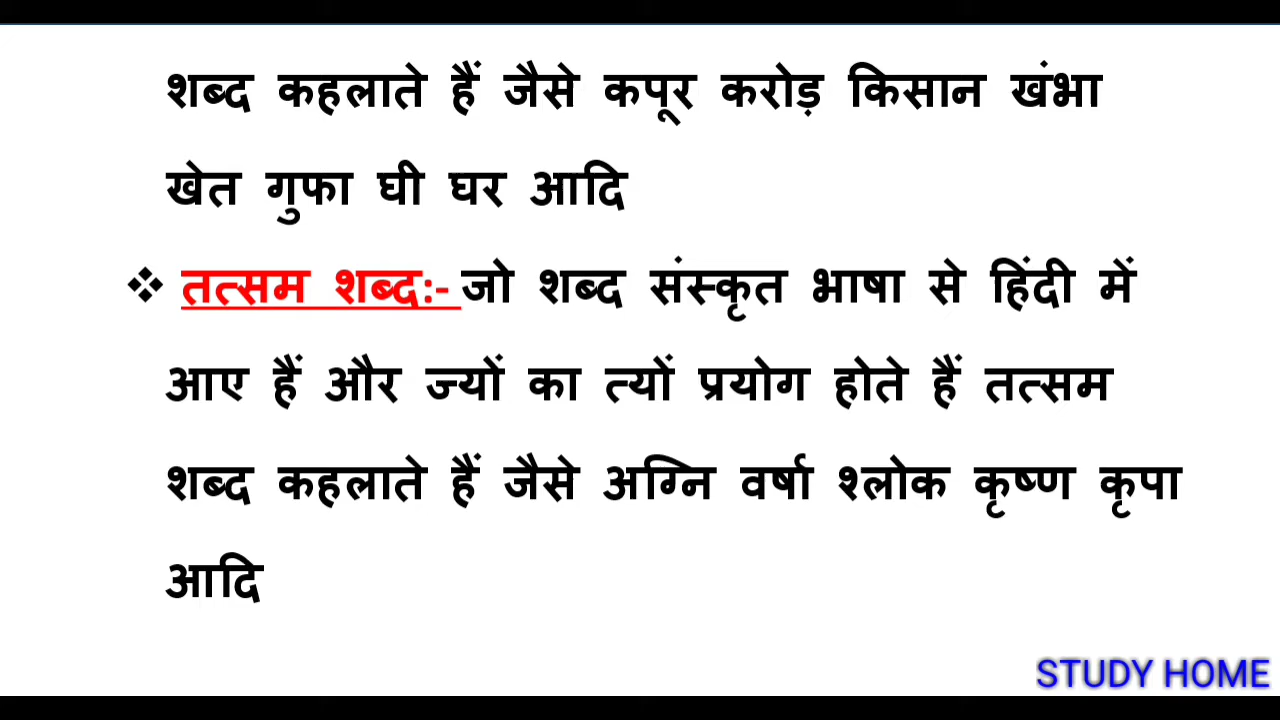 शब्द कहलाते हैं जैसे कपूर करोड़ किसान खंभा
खेत गुफा घी घर आदि
❖ तत्सम शब्द:- जो शब्द संस्कृत भाषा से हिंदी में
आए हैं और ज्यों का त्यों प्रयोग होते हैं तत्सम
शब्द कहलाते हैं जैसे अग्नि वर्षा श्लोक कृष्ण कृपा
आदि
STUDY HOME